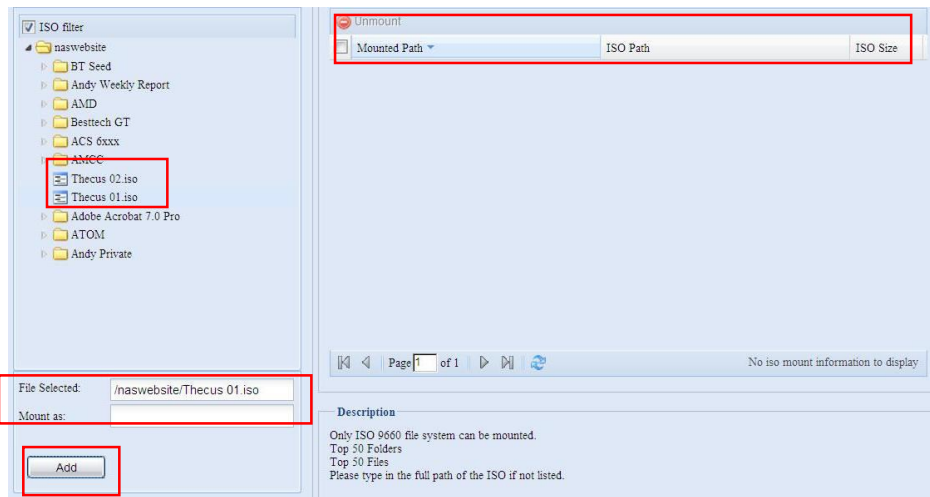 ISO filter
naswebsite
BT Seed
Andy Weekly Report
AMD
Besttech GT
ACS 6xxx
AMCC
Thecus 02.iso
Thecus 01.iso
Adobe Acrobat 7.0 Pro
ATOM
Andy Private
File Selected: /naswebsite/Thecus 01.iso
Mount as:
Add
Unmount
Mounted Path ISO Path ISO Size
Page 1 of 1 No iso mount information to display
Description
Only ISO 9660 file system can be mounted.
Top 50 Folders
Top 50 Files
Please type in the full path of the ISO if not listed.